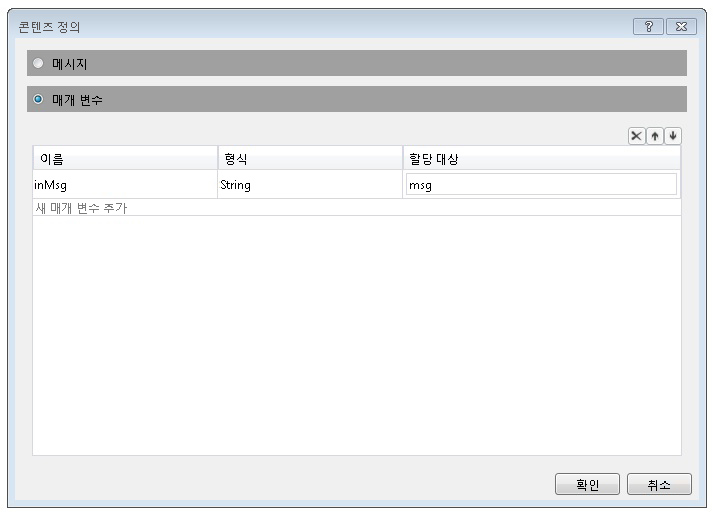 콘텐츠 정의
메시지
매개 변수
이름 형식 할당 대상
inMsg String msg
새 매개 변수 추가
확인 취소